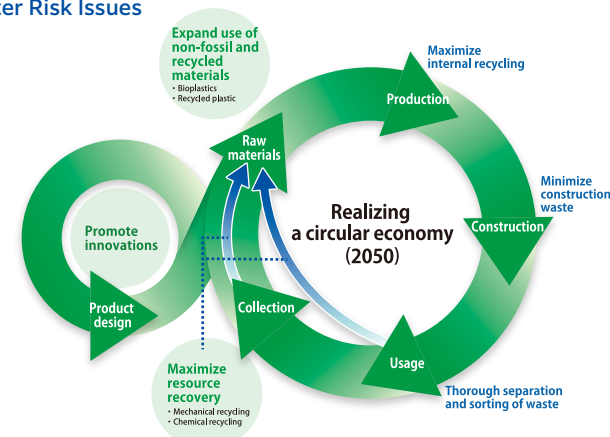 ter Risk Issues
Expand use of
non-fossil and
recycled
materials
• Bioplastics
• Recycled plastic
Maximize
internal recycling
Production
Raw
materials
Minimize
construction
waste
Realizing
a circular economy
(2050)
Construction
Promote
innovations
Product
design
Collection
Usage
Maximize
resource
recovery
• Mechanical recycling
• Chemical recycling
Thorough separation
and sorting of waste